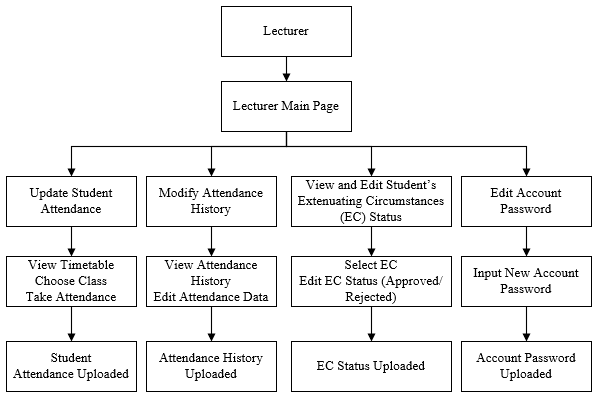 Lecturer
Lecturer Main Page
Update Student
Attendance
Modify Attendance
History
View and Edit Student's
Extenuating Circumstances
(EC) Status
Edit Account
Password
View Timetable
Choose Class
Take Attendance
View Attendance
History
Edit Attendance Data
Select EC
Edit EC Status (Approved/
Rejected)
Input New Account
Password
Student
Attendance Uploaded
Attendance History
Uploaded
EC Status Uploaded
Account Password
Uploaded